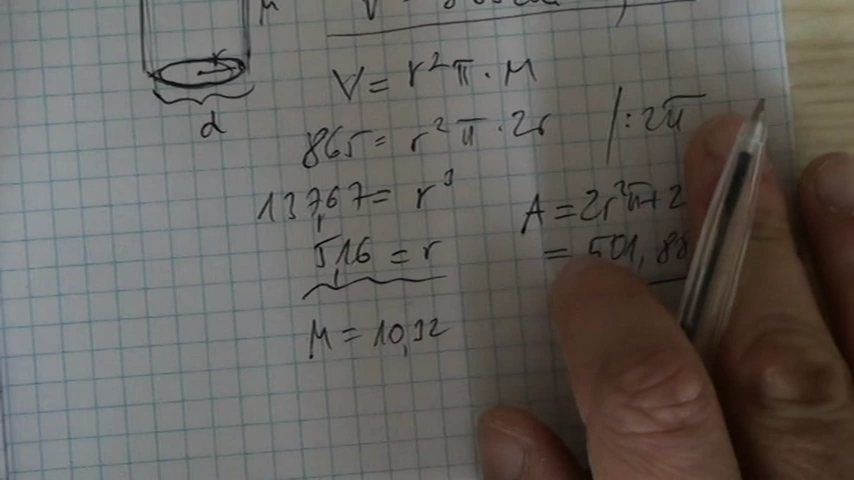 r
d
V = r²π · M
865 = r²π · 2r /: 2π
137,67 = r³
5,16 = r
M = 10,32
A = 2r²π + 2
= 501,88